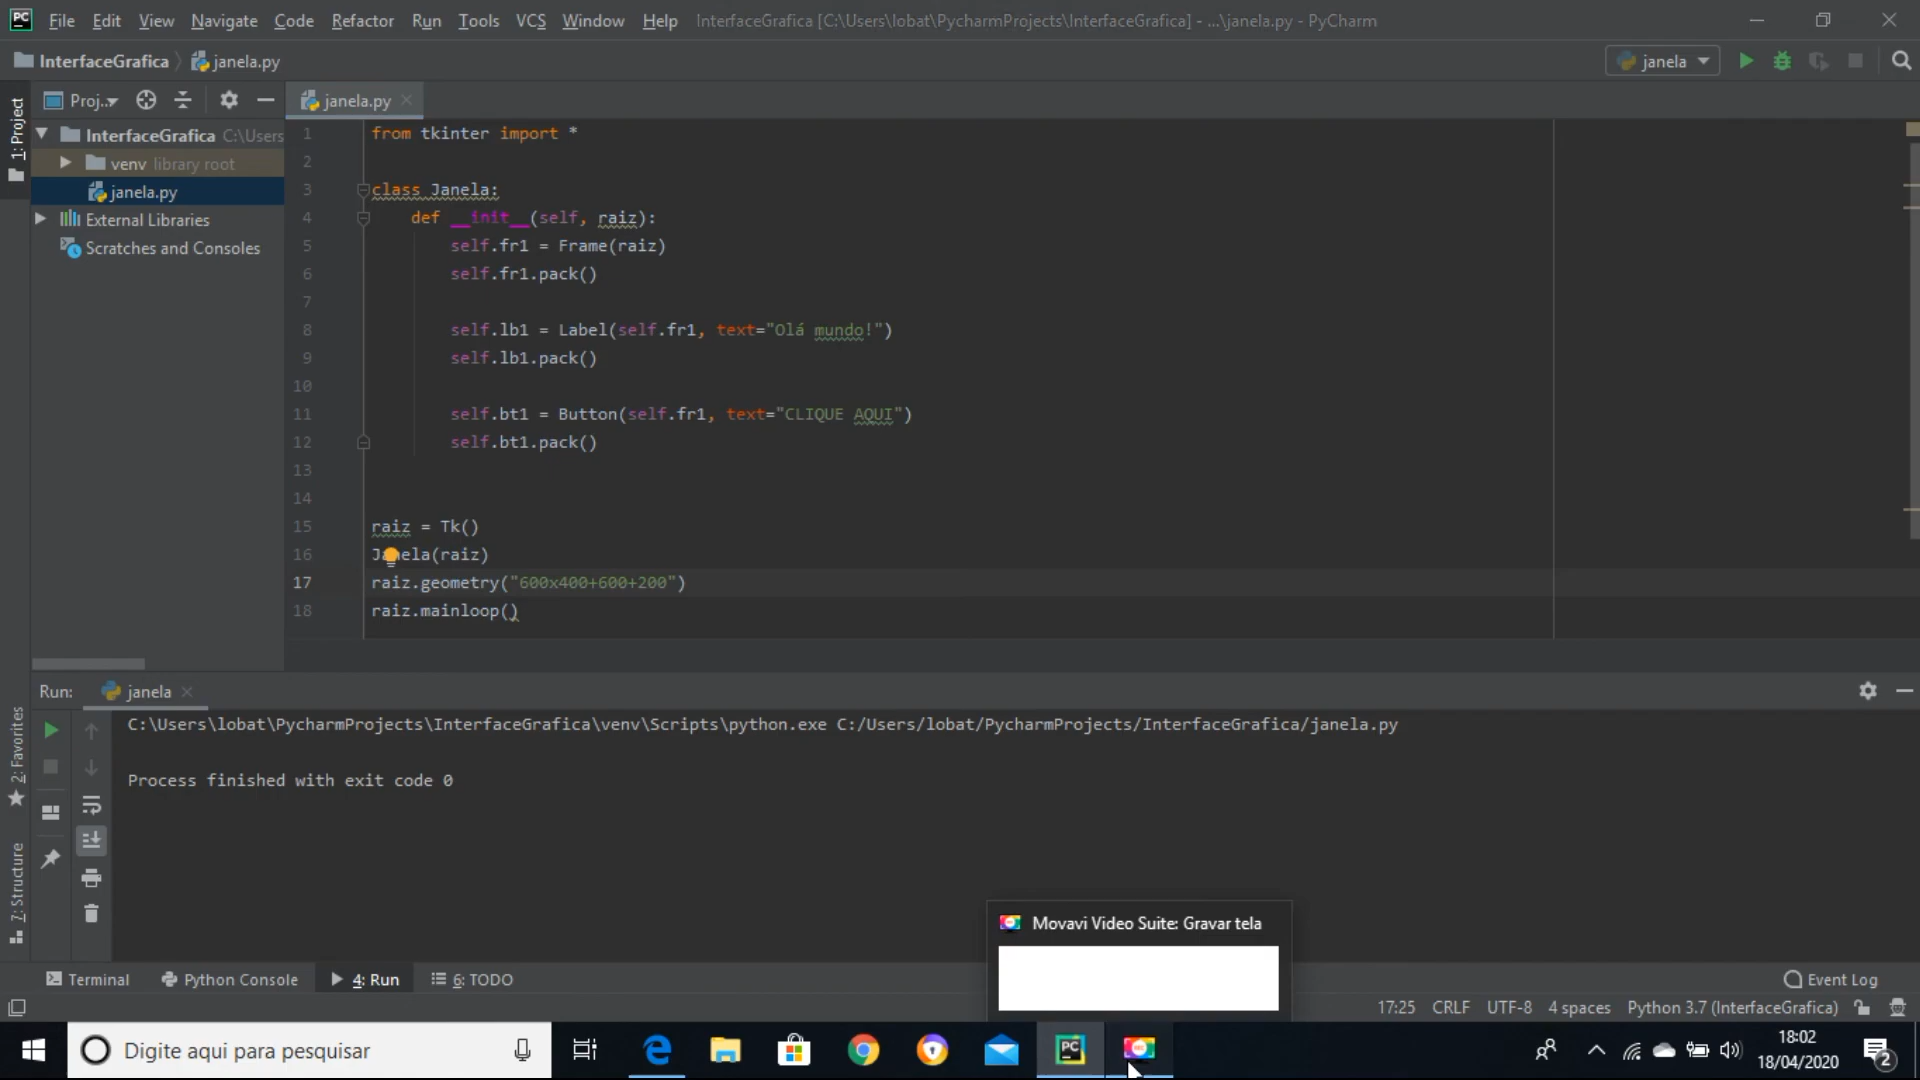 File Edit View Navigate Code Refactor Run Tools VCS Window Help InterfaceGrafica [C:\Users\lobat\PycharmProjects\InterfaceGrafica] - ...\janela.py - PyCharm
InterfaceGrafica janela.py janela
1: Project
Proj.. janela.py
InterfaceGrafica C:\Users
venv library root
janela.py
External Libraries
Scratches and Consoles
1 from tkinter import *
2
3 class Janela:
4 def __init__(self, raiz):
5 self.fr1 = Frame(raiz)
6 self.fr1.pack()
7
8 self.lb1 = Label(self.fr1, text="Olá mundo!")
9 self.lb1.pack()
10
11 self.bt1 = Button(self.fr1, text="CLIQUE AQUI")
12 self.bt1.pack()
13
14
15 raiz = Tk()
16 Janela(raiz)
17 raiz.geometry("600x400+600+200")
18 raiz.mainloop()
Run: janela
C:\Users\lobat\PycharmProjects\InterfaceGrafica\venv\Scripts\python.exe C:/Users/lobat/PycharmProjects/InterfaceGrafica/janela.py
Process finished with exit code 0
2: Favorites
7: Structure
Movavi Video Suite: Gravar tela
Terminal Python Console 4: Run 6: TODO Event Log
17:25 CRLF UTF-8 4 spaces Python 3.7 (InterfaceGrafica)
Digite aqui para pesquisar
18:02
18/04/2020
2
PC
PC